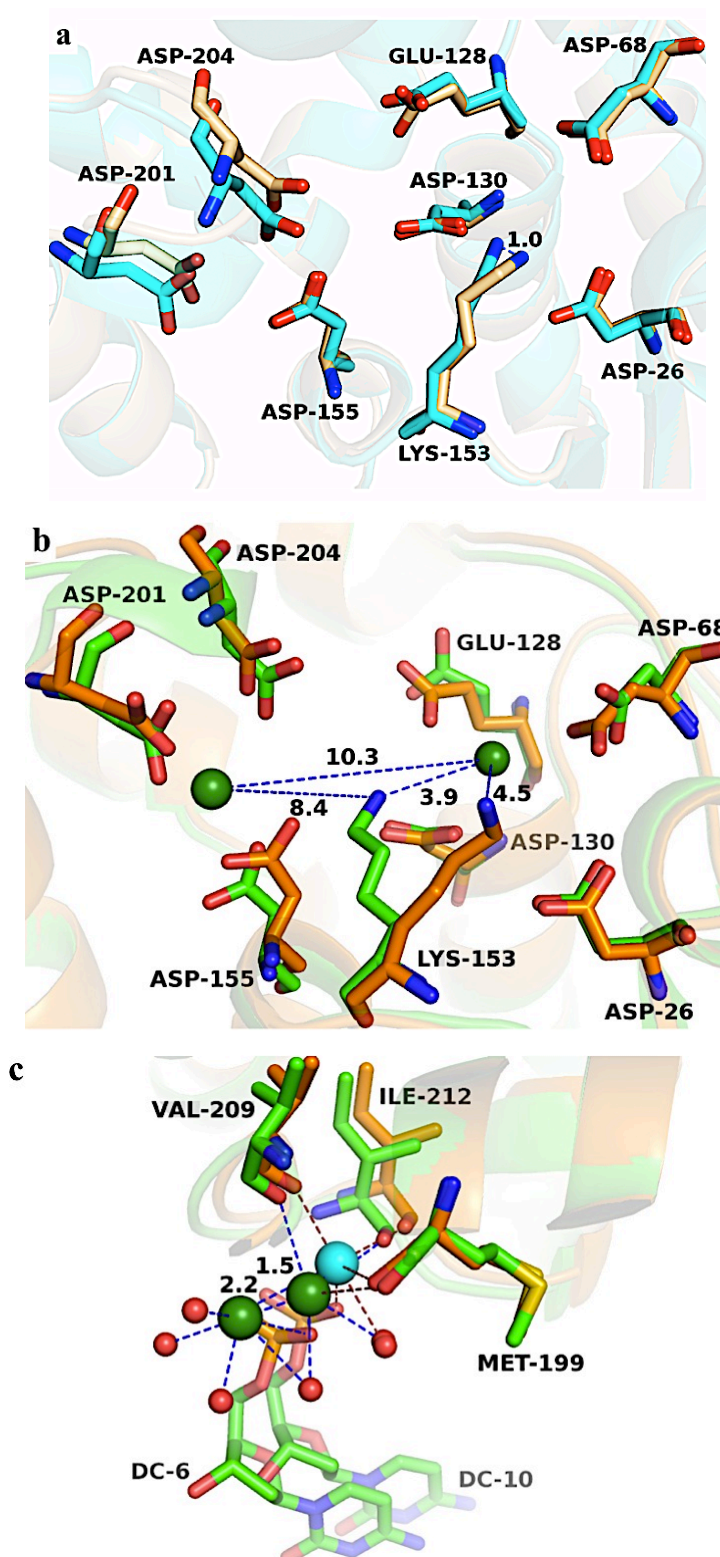 a
ASP-204
GLU-128
ASP-68
ASP-201
ASP-130
1.0
ASP-155
LYS-153
ASP-26
b
ASP-204
ASP-201
GLU-128
ASP-68
10.3
8.4
3.9
4.5
ASP-130
ASP-155
LYS-153
ASP-26
c
VAL-209
ILE-212
1.5
2.2
MET-199
DC-6
DC-10